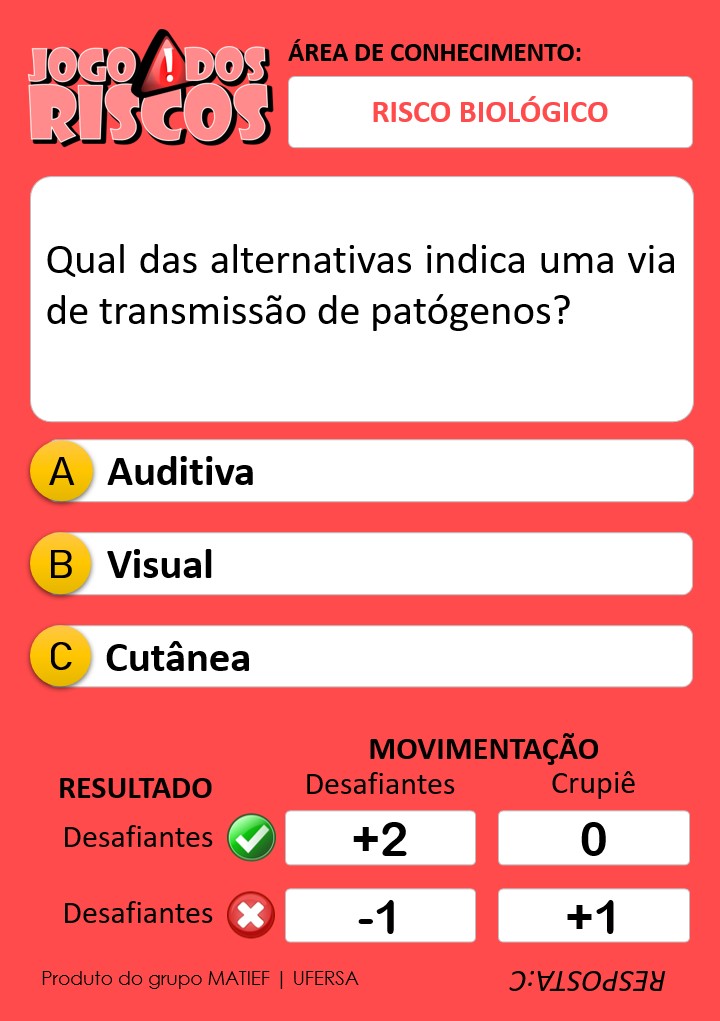 JOGO DOS
RISCOS
ÁREA DE CONHECIMENTO:
RISCO BIOLÓGICO
Qual das alternativas indica uma via
de transmissão de patógenos?
A Auditiva
B Visual
C Cutânea
MOVIMENTAÇÃO
RESULTADO Desafiantes Crupiê
Desafiantes +2 0
Desafiantes -1 +1
Produto do grupo MATIEF | UFERSA
RESPOSTA:C